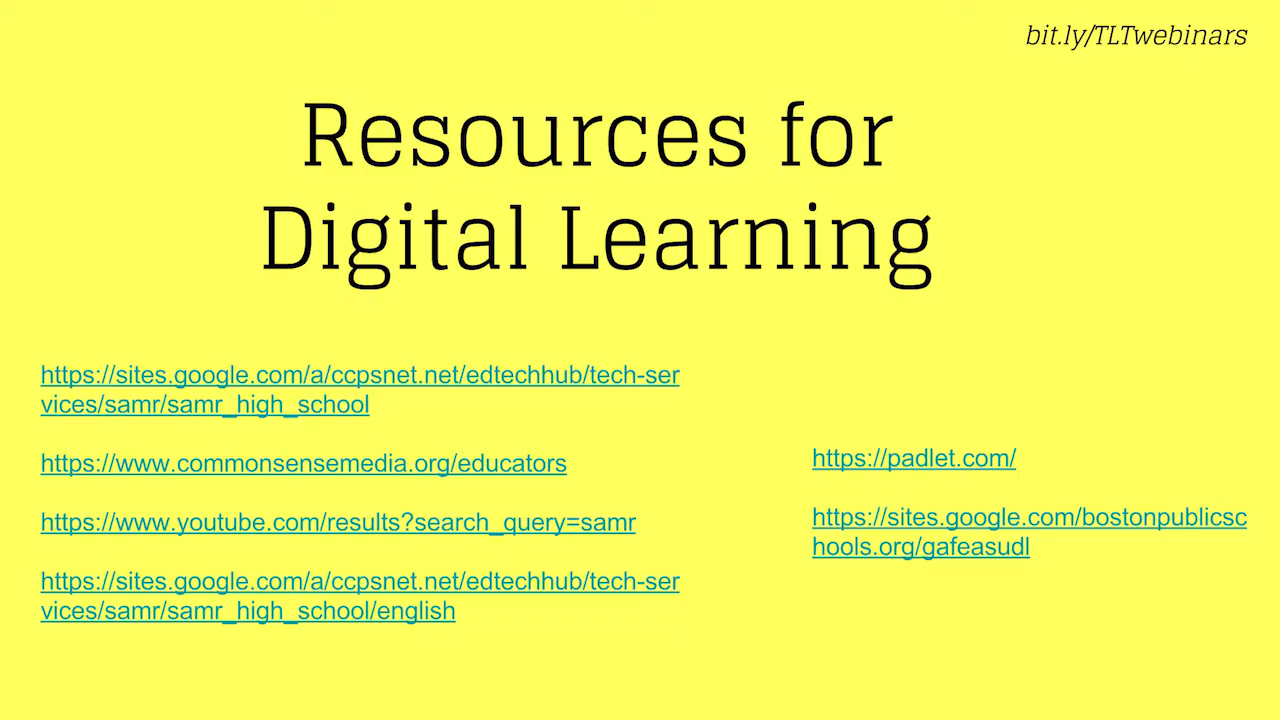 bit.ly/TLTwebinars
Resources for
Digital Learning
https://sites.google.com/a/ccpsnet.net/edtechhub/tech-ser
vices/samr/samr_high_school
https://www.commonsensemedia.org/educators
https://www.youtube.com/results?search_query=samr
https://sites.google.com/a/ccpsnet.net/edtechhub/tech-ser
vices/samr/samr_high_school/english
https://padlet.com/
https://sites.google.com/bostonpublicsc
hools.org/gafeasudl